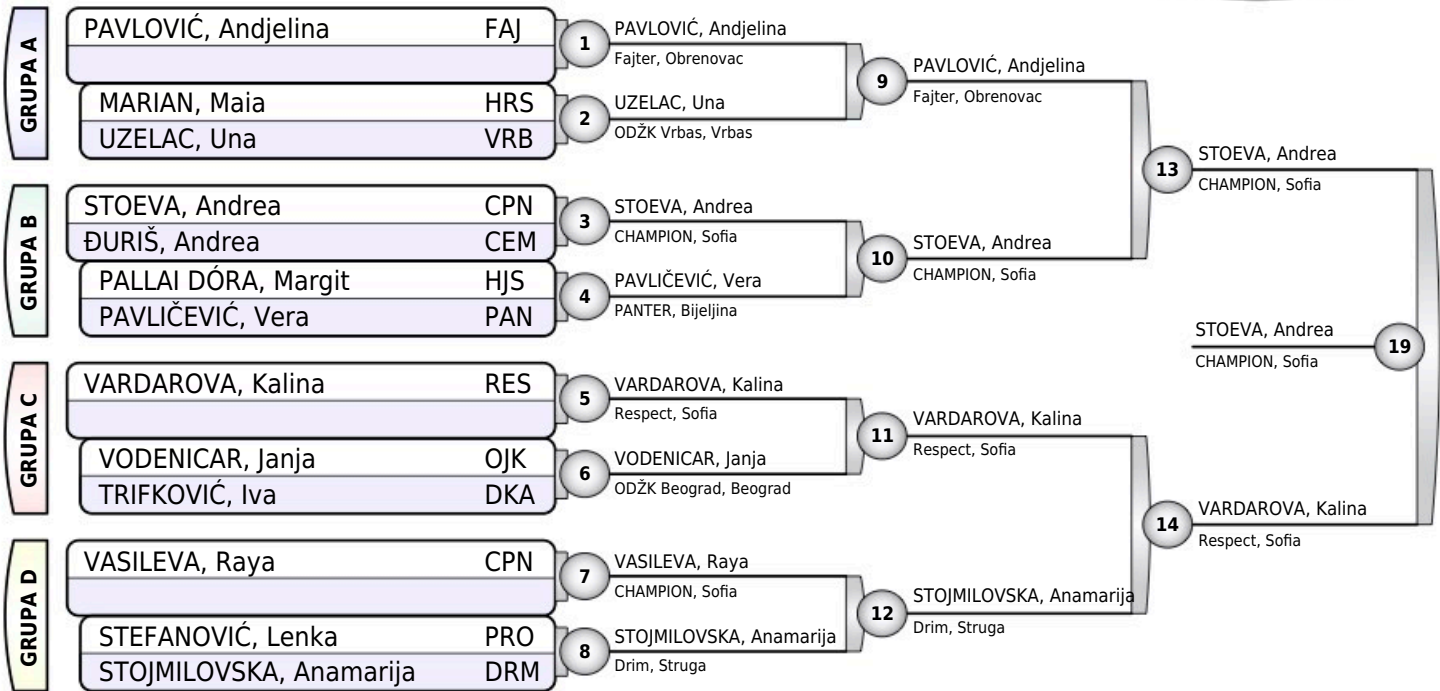 GRUPA A
PAVLOVIĆ, Andjelina FAJ
MARIAN, Maia HRS
UZELAC, Una VRB
1
PAVLOVIĆ, Andjelina
Fajter, Obrenovac
2
UZELAC, Una
ODŽK Vrbas, Vrbas
9
PAVLOVIĆ, Andjelina
Fajter, Obrenovac
GRUPA B
STOEVA, Andrea CPN
ĐURIŠ, Andrea CEM
PALLAI DÓRA, Margit HJS
PAVLIČEVIĆ, Vera PAN
3
STOEVA, Andrea
CHAMPION, Sofia
4
PAVLIČEVIĆ, Vera
PANTER, Bijeljina
10
STOEVA, Andrea
CHAMPION, Sofia
13
STOEVA, Andrea
CHAMPION, Sofia
GRUPA C
VARDAROVA, Kalina RES
VODENICAR, Janja OJK
TRIFKOVIĆ, Iva DKA
5
VARDAROVA, Kalina
Respect, Sofia
6
VODENICAR, Janja
ODŽK Beograd, Beograd
11
VARDAROVA, Kalina
Respect, Sofia
GRUPA D
VASILEVA, Raya CPN
STEFANOVIĆ, Lenka PRO
STOJMILOVSKA, Anamarija DRM
7
VASILEVA, Raya
CHAMPION, Sofia
8
STOJMILOVSKA, Anamarija
Drim, Struga
12
STOJMILOVSKA, Anamarija
Drim, Struga
14
VARDAROVA, Kalina
Respect, Sofia
STOEVA, Andrea
CHAMPION, Sofia
19